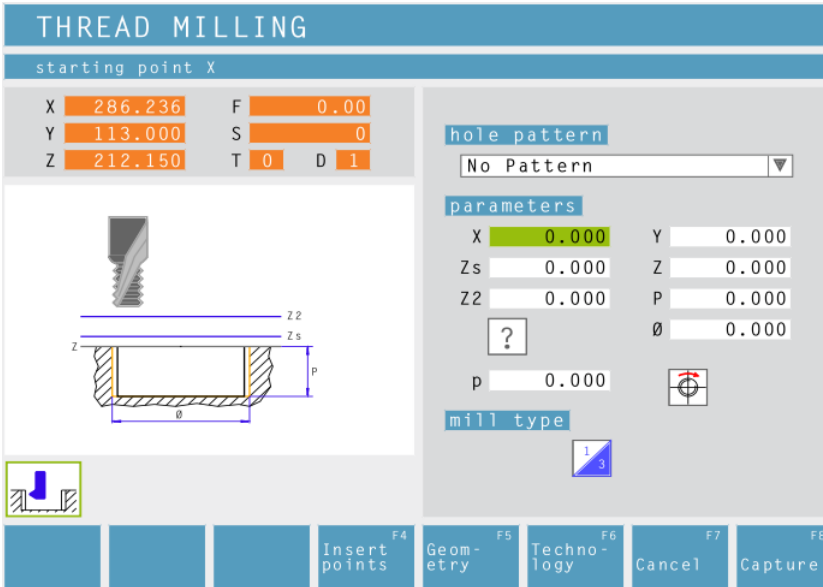 THREAD MILLING
starting point X
X 286.236 F 0.00
Y 113.000 S 0
Z 212.150 T 0 D 1
hole pattern
No Pattern
parameters
X 0.000 Y 0.000
Zs 0.000 Z 0.000
Z2 0.000 P 0.000
? Ø 0.000
p 0.000
mill type
1
3
Z2
Zs
Z
P
Ø
F4
Insert points
F5
Geom-
etry
F6
Techno-
logy
F7
Cancel
F8
Capture